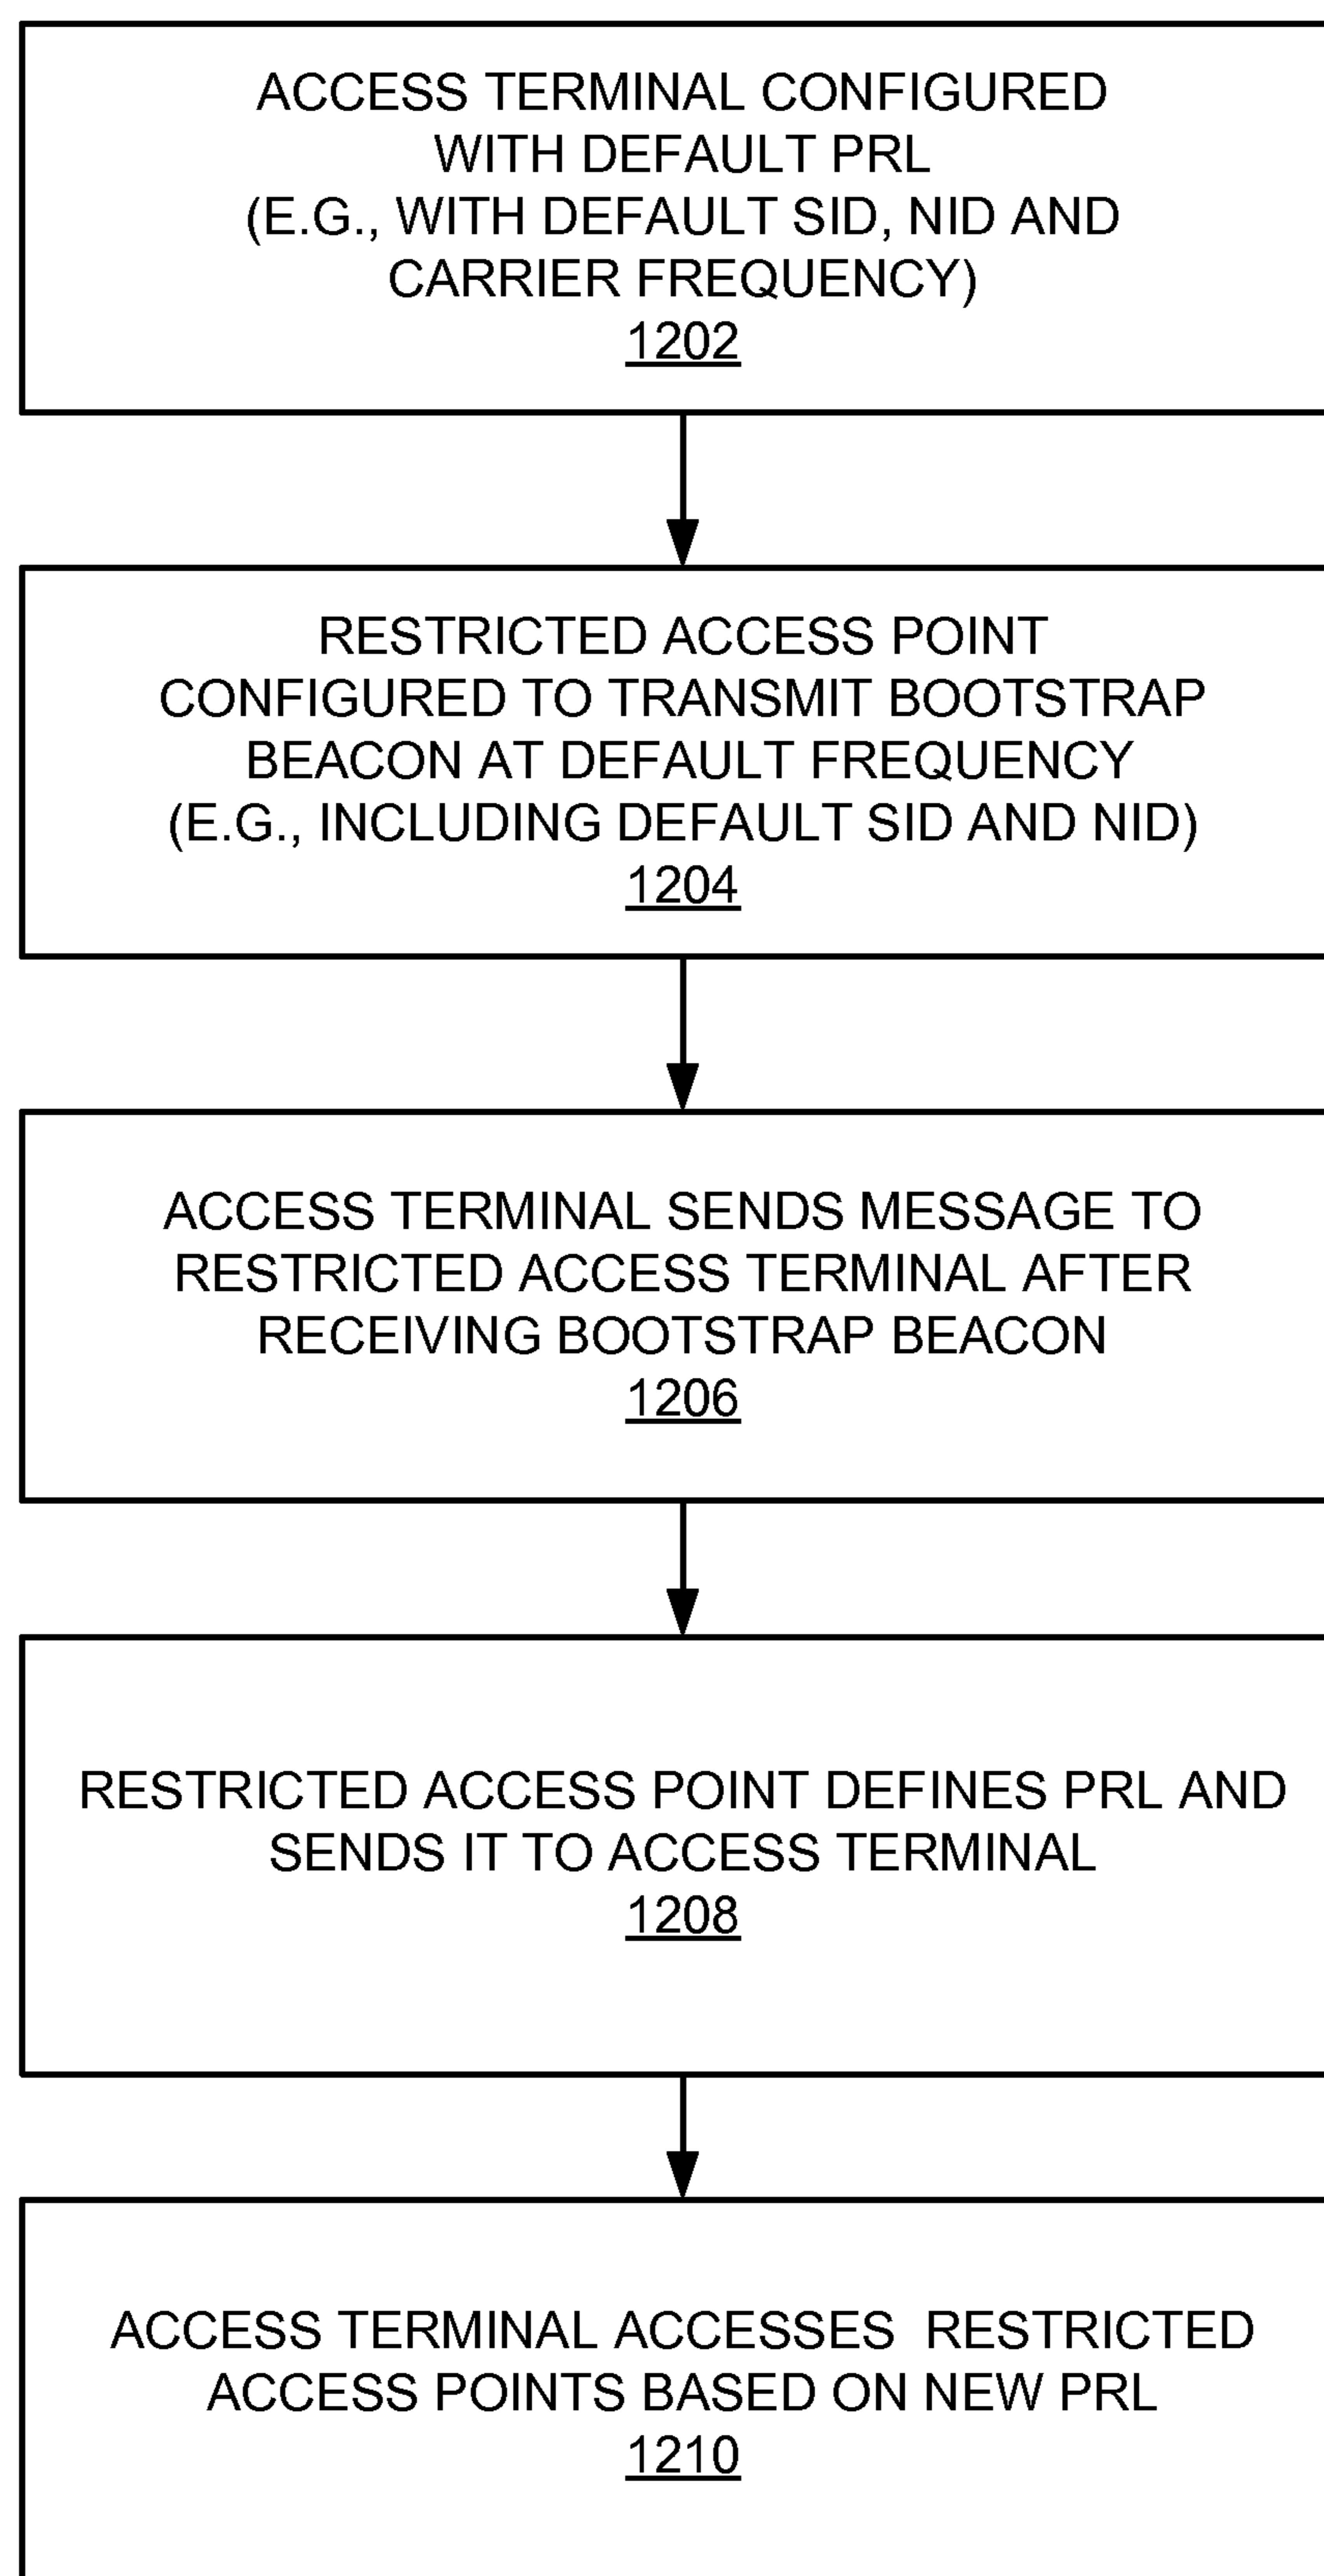 ACCESS TERMINAL CONFIGURED
WITH DEFAULT PRL
(E.G., WITH DEFAULT SID, NID AND
CARRIER FREQUENCY)
1202
RESTRICTED ACCESS POINT
CONFIGURED TO TRANSMIT BOOTSTRAP
BEACON AT DEFAULT FREQUENCY
(E.G., INCLUDING DEFAULT SID AND NID)
1204
ACCESS TERMINAL SENDS MESSAGE TO
RESTRICTED ACCESS TERMINAL AFTER
RECEIVING BOOTSTRAP BEACON
1206
RESTRICTED ACCESS POINT DEFINES PRL AND
SENDS IT TO ACCESS TERMINAL
1208
ACCESS TERMINAL ACCESSES  RESTRICTED
ACCESS POINTS BASED ON NEW PRL
1210